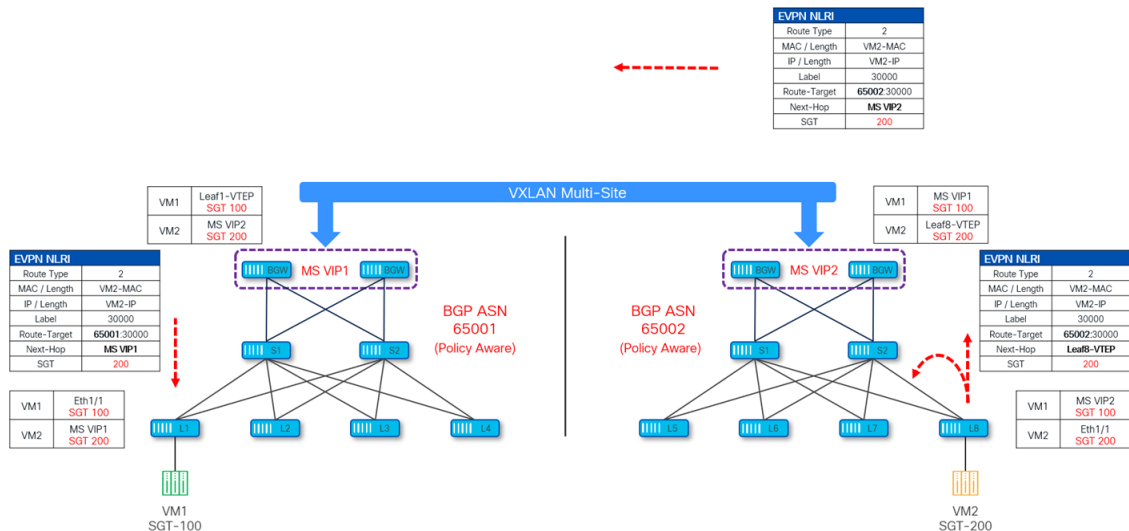 EVPN NLRI
Route Type 2
MAC / Length VM2-MAC
IP / Length VM2-IP
Label 30000
Route-Target 65002:30000
Next-Hop MS VIP2
SGT 200
VXLAN Multi-Site
VM1 Leaf1-VTEP
SGT 100
VM2 MS VIP2
SGT 200
VM1 MS VIP1
SGT 100
VM2 Leaf8-VTEP
SGT 200
EVPN NLRI
Route Type 2
MAC / Length VM2-MAC
IP / Length VM2-IP
Label 30000
Route-Target 65001:30000
Next-Hop MS VIP1
SGT 200
BGW MS VIP1 BGW
BGW MS VIP2 BGW
EVPN NLRI
Route Type 2
MAC / Length VM2-MAC
IP / Length VM2-IP
Label 30000
Route-Target 65002:30000
Next-Hop Leaf8-VTEP
SGT 200
BGP ASN
65001
(Policy Aware)
BGP ASN
65002
(Policy Aware)
S1 S2
S1 S2
VM1 Eth1/1
SGT 100
VM2 MS VIP1
SGT 200
VM1 MS VIP2
SGT 100
VM2 Eth1/1
SGT 200
L1 L2 L3 L4
L5 L6 L7 L8
VM1
SGT-100
VM2
SGT-200